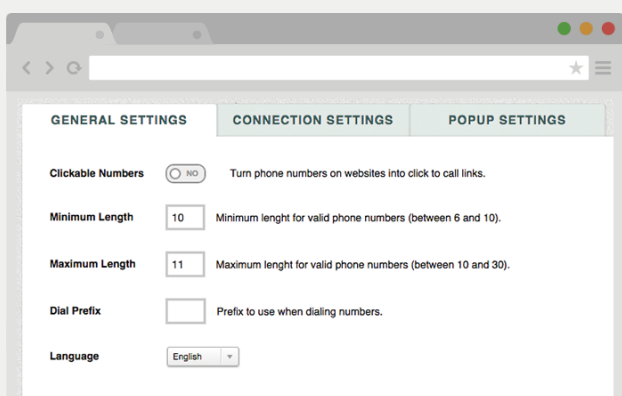 GENERAL SETTINGS CONNECTION SETTINGS POPUP SETTINGS
Clickable Numbers NO Turn phone numbers on websites into click to call links.
Minimum Length 10 Minimum lenght for valid phone numbers (between 6 and 10).
Maximum Length 11 Maximum lenght for valid phone numbers (between 10 and 30).
Dial Prefix Prefix to use when dialing numbers.
Language English